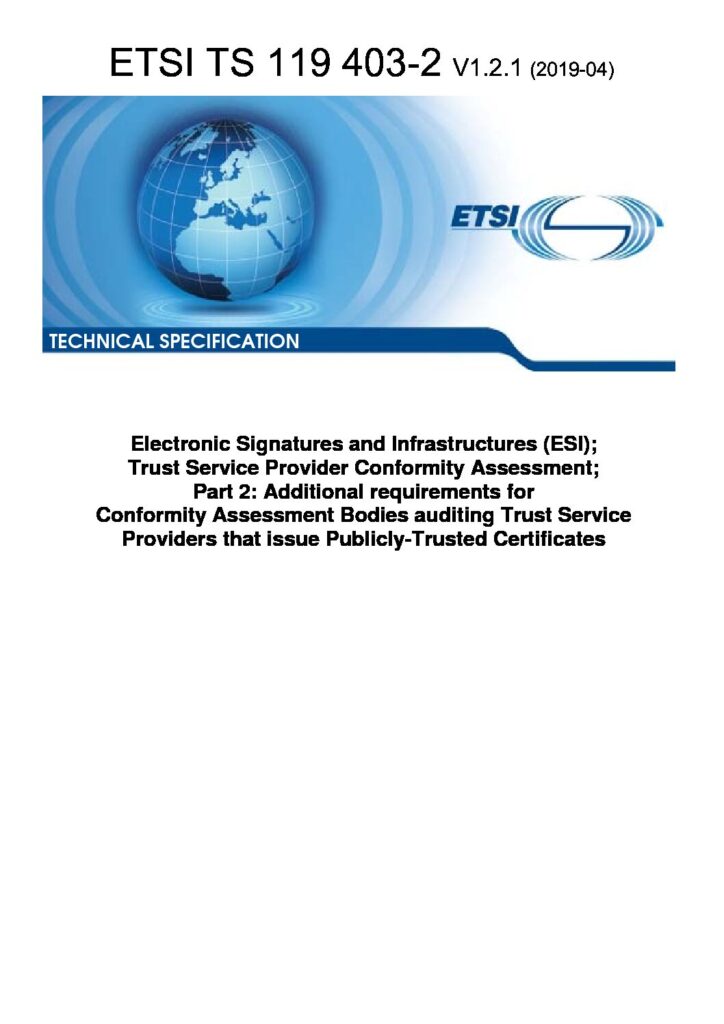 ETSI TS 119 403-2 V1.2.1 (2019-04)
ETSI
TECHNICAL SPECIFICATION
Electronic Signatures and Infrastructures (ESI);
Trust Service Provider Conformity Assessment;
Part 2: Additional requirements for
Conformity Assessment Bodies auditing Trust Service
Providers that issue Publicly-Trusted Certificates